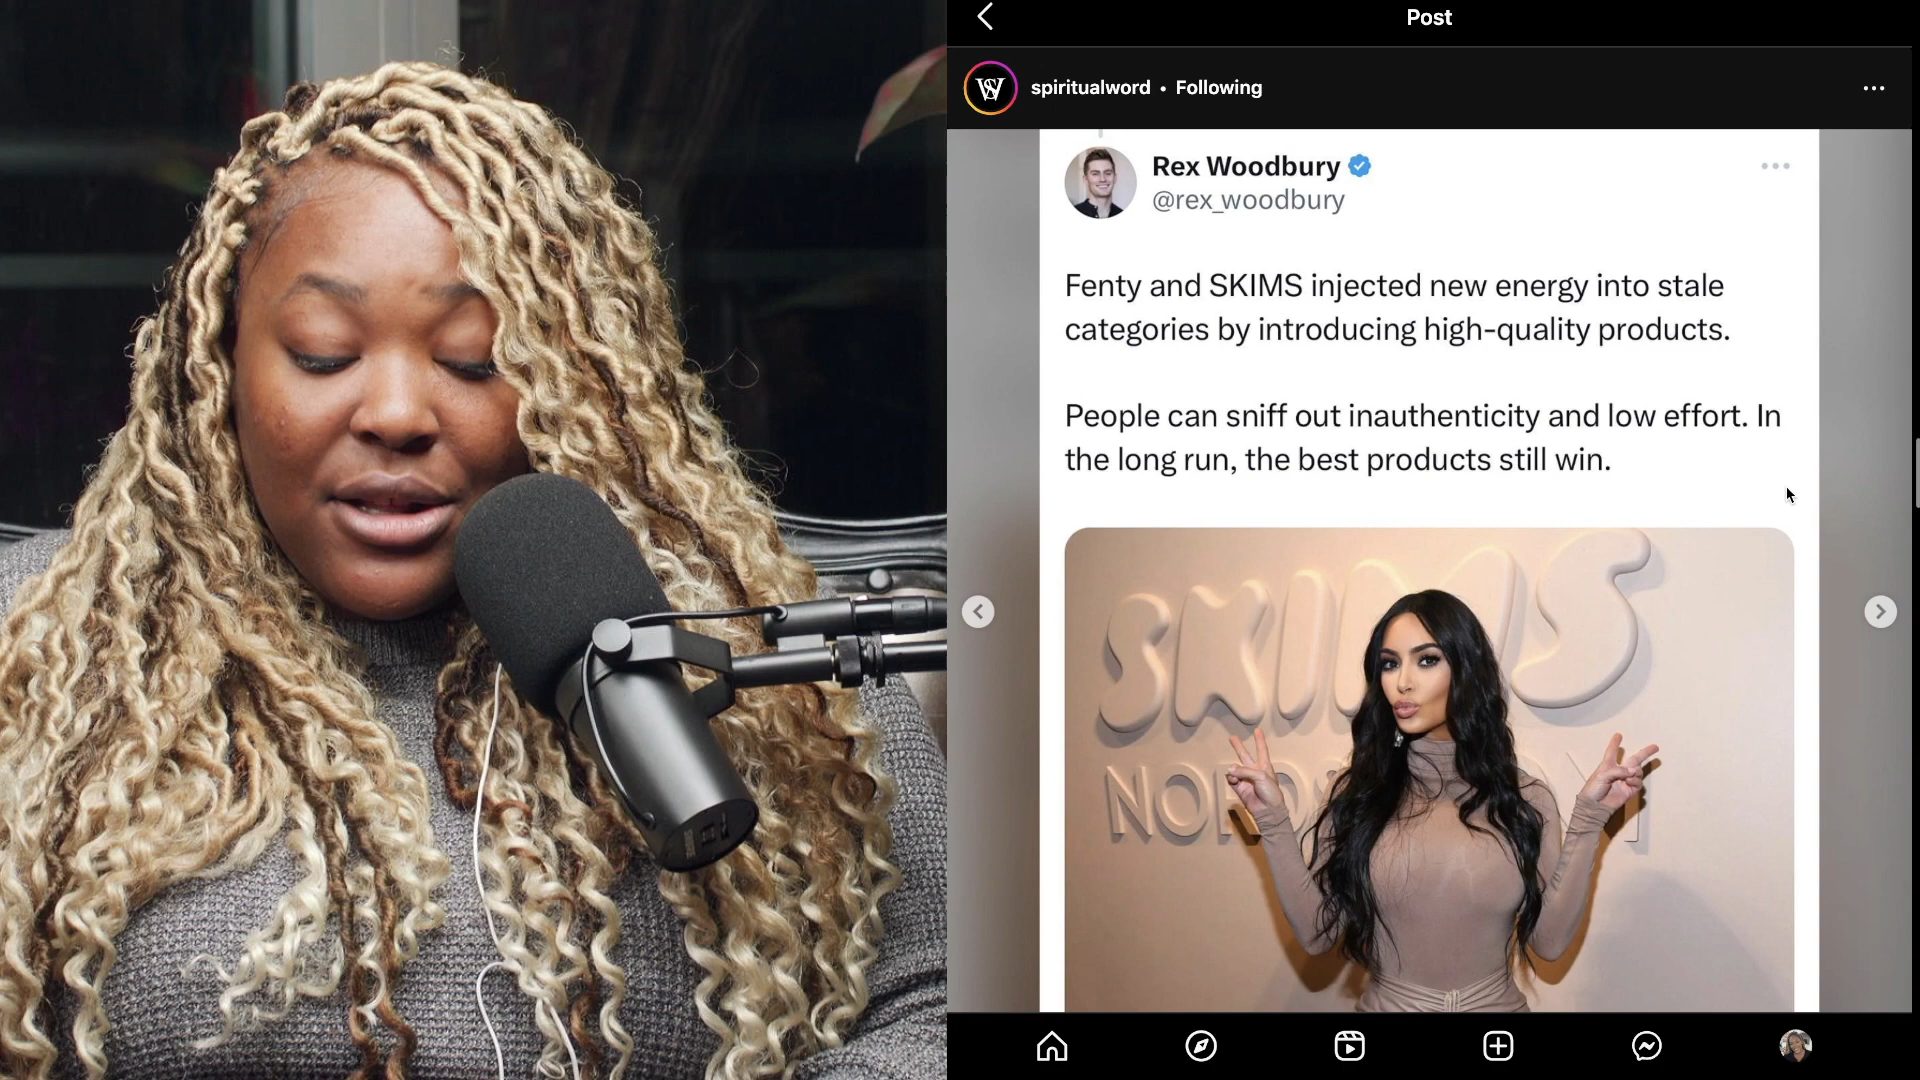 Post
spiritualword • Following
Rex Woodbury
@rex_woodbury
Fenty and SKIMS injected new energy into stale
categories by introducing high-quality products.
People can sniff out inauthenticity and low effort. In
the long run, the best products still win.
SKIMS